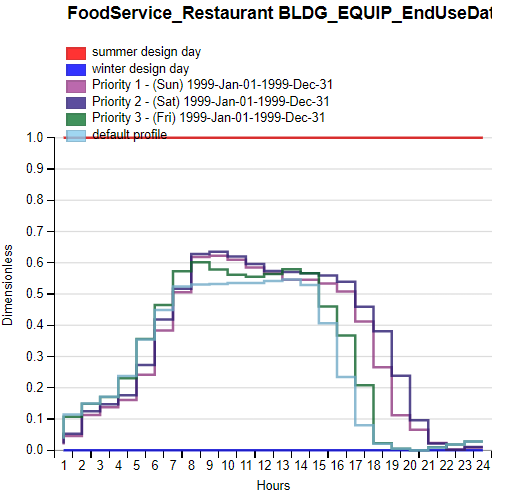 FoodService_Restaurant BLDG_EQUIP_EndUseDat
summer design day
winter design day
Priority 1 - (Sun) 1999-Jan-01-1999-Dec-31
Priority 2 - (Sat) 1999-Jan-01-1999-Dec-31
Priority 3 - (Fri) 1999-Jan-01-1999-Dec-31
default profile
1.0
0.9
0.8
0.7
0.6
0.5
0.4
0.3
0.2
0.1
0.0
Dimensionless
1 2 3 4 5 6 7 8 9 10 11 12 13 14 15 16 17 18 19 20 21 22 23 24
Hours